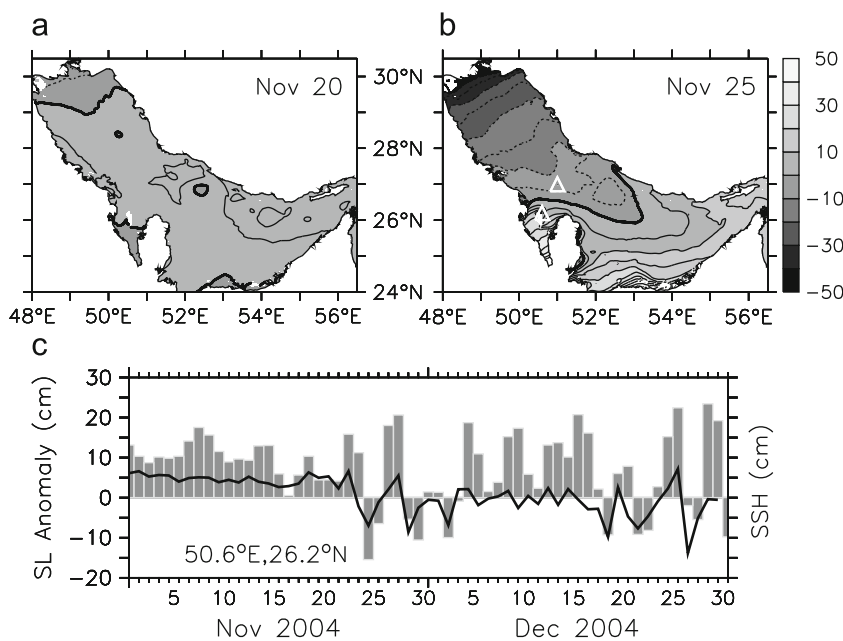 a
b
Nov 20
Nov 25
30°N
28°N
26°N
24°N
48°E 50°E 52°E 54°E 56°E
48°E 50°E 52°E 54°E 56°E
50
30
10
−10
−30
−50
c
SL Anomaly (cm)
30
20
10
0
−10
−20
SSH (cm)
50.6°E,26.2°N
5 10 15 20 25 30 5 10 15 20 25 30
Nov 2004 Dec 2004